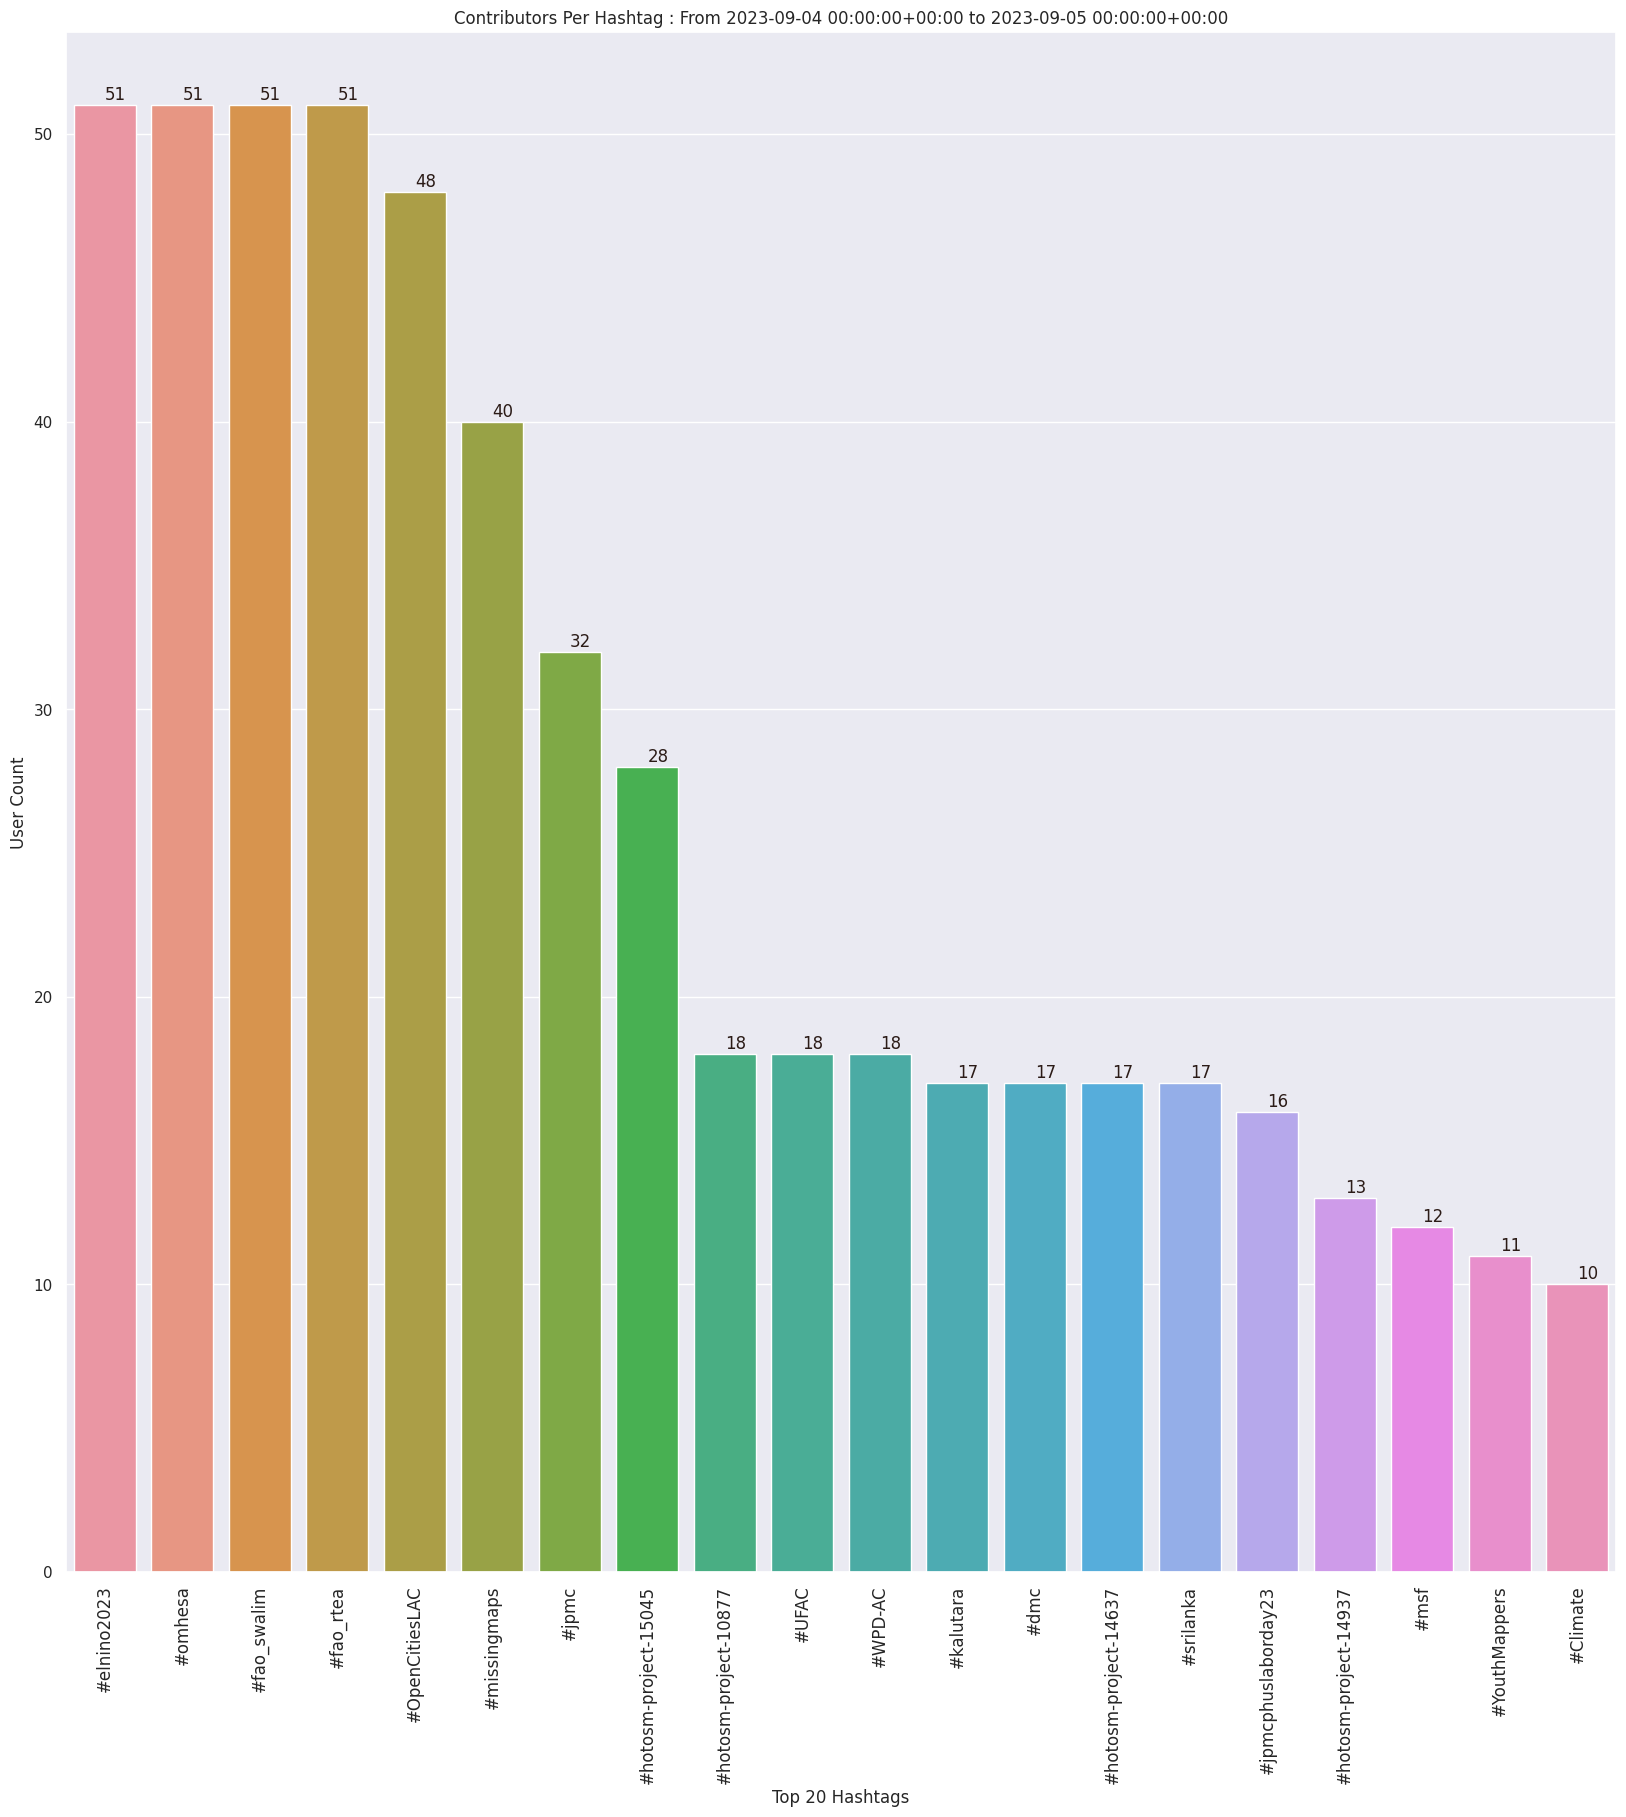 Contributors Per Hashtag : From 2023-09-04 00:00:00+00:00 to 2023-09-05 00:00:00+00:00
User Count
50
40
30
20
10
0
51
51
51
51
48
40
32
28
18
18
18
17
17
17
17
16
13
12
11
10
#elnino2023
#omhesa
#fao_swalim
#fao_rtea
#OpenCitiesLAC
#missingmaps
#jpmc
#hotosm-project-15045
#hotosm-project-10877
#UFAC
#WPD-AC
#kalutara
#dmc
#hotosm-project-14637
#srilanka
#jpmcphuslaborday23
#hotosm-project-14937
#msf
#YouthMappers
#Climate
Top 20 Hashtags